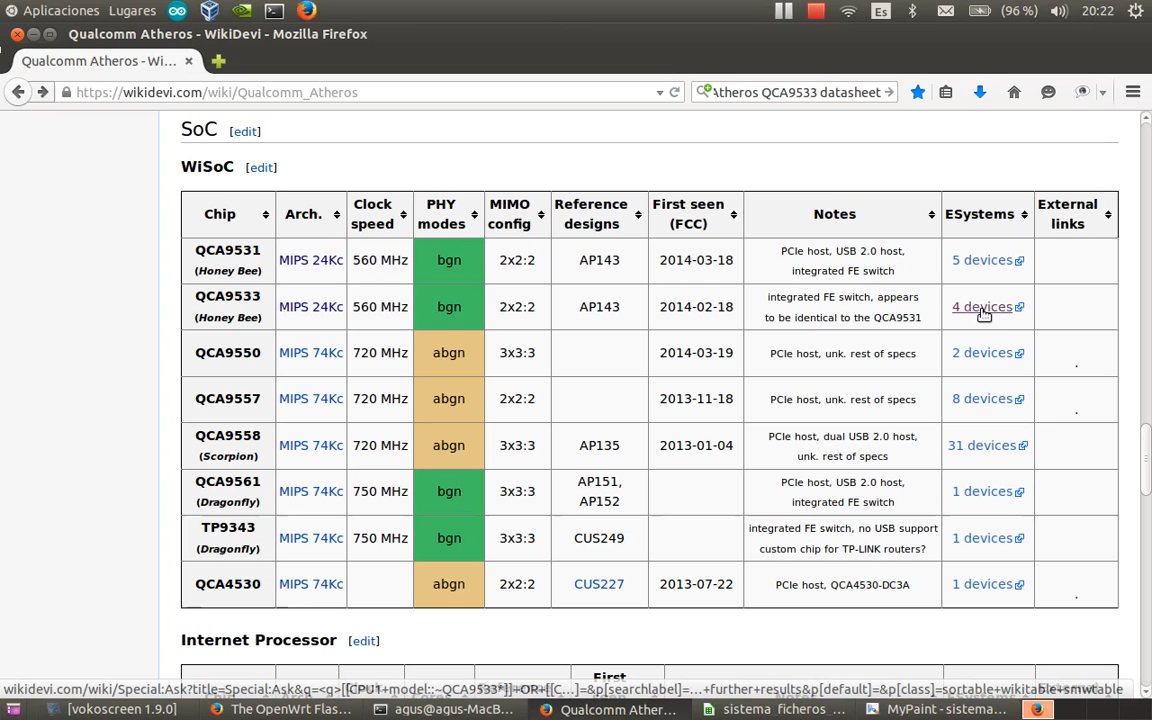 Aplicaciones Lugares Es (96 %) 20:22
Qualcomm Atheros - WikiDevi - Mozilla Firefox
Qualcomm Atheros - Wi...
https://wikidevi.com/wiki/Qualcomm_Atheros Atheros QCA9533 datasheet
SoC [edit]
WiSoC [edit]
Chip Arch. Clock speed PHY modes MIMO config Reference designs First seen (FCC) Notes ESystems External links
QCA9531 (Honey Bee) MIPS 24Kc 560 MHz bgn 2x2:2 AP143 2014-03-18 PCIe host, USB 2.0 host, integrated FE switch 5 devices
QCA9533 (Honey Bee) MIPS 24Kc 560 MHz bgn 2x2:2 AP143 2014-02-18 integrated FE switch, appears to be identical to the QCA9531 4 devices
QCA9550 MIPS 74Kc 720 MHz abgn 3x3:3 2014-03-19 PCIe host, unk. rest of specs 2 devices .
QCA9557 MIPS 74Kc 720 MHz abgn 2x2:2 2013-11-18 PCIe host, unk. rest of specs 8 devices .
QCA9558 (Scorpion) MIPS 74Kc 720 MHz abgn 3x3:3 AP135 2013-01-04 PCIe host, dual USB 2.0 host, unk. rest of specs 31 devices
QCA9561 (Dragonfly) MIPS 74Kc 750 MHz bgn 3x3:3 AP151, AP152 PCIe host, USB 2.0 host, integrated FE switch 1 devices
TP9343 (Dragonfly) MIPS 74Kc 750 MHz bgn 3x3:3 CUS249 integrated FE switch, no USB support custom chip for TP-LINK routers? 1 devices
QCA4530 MIPS 74Kc abgn 2x2:2 CUS227 2013-07-22 PCIe host, QCA4530-DC3A 1 devices .
Internet Processor [edit]
First
[vokoscreen 1.9.0] The OpenWrt Flas... agus@agus-MacB... Qualcomm Ather... sistema_ficheros_... MyPaint - sistema...